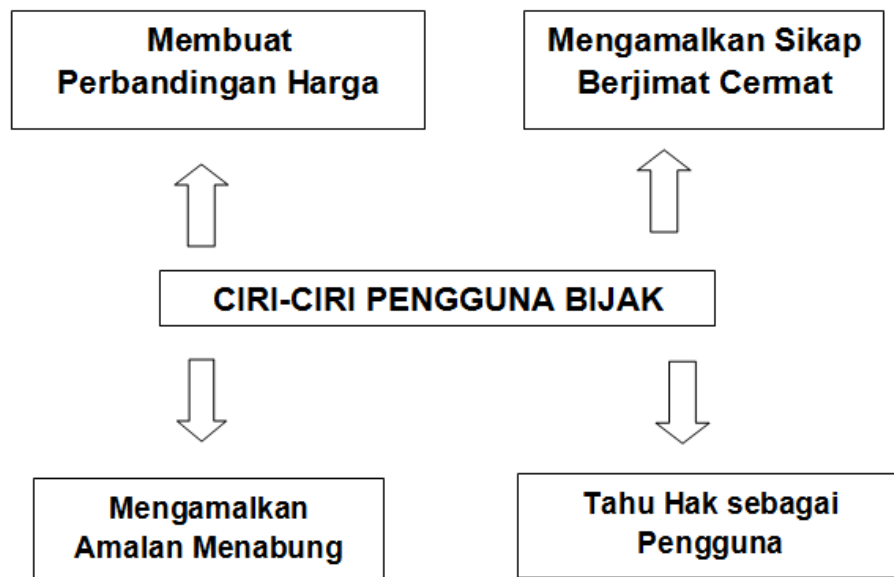 Membuat
Perbandingan Harga
Mengamalkan Sikap
Berjimat Cermat
CIRI-CIRI PENGGUNA BIJAK
Mengamalkan
Amalan Menabung
Tahu Hak sebagai
Pengguna